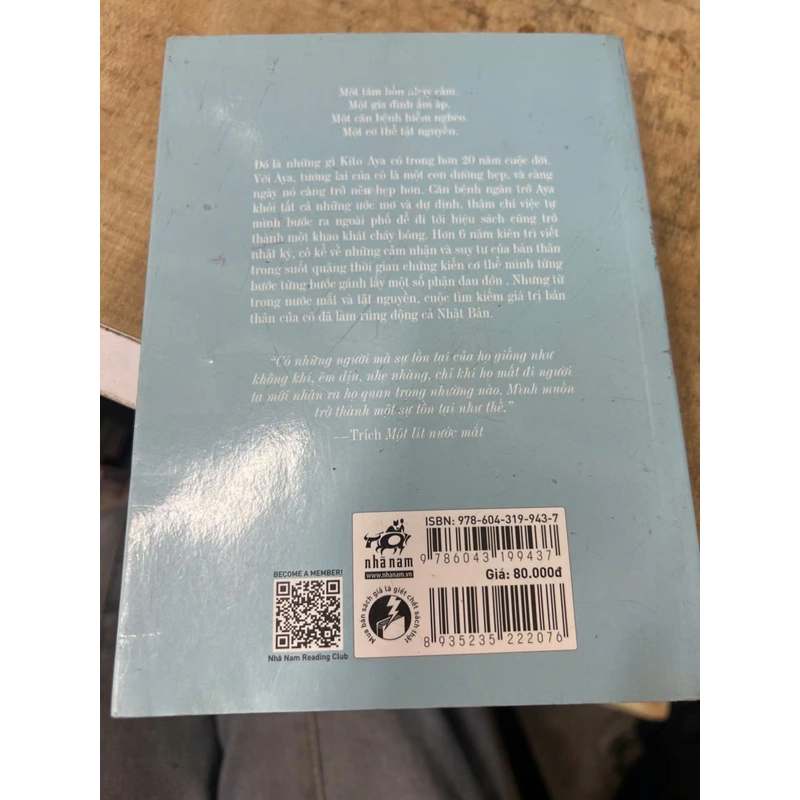 Một tâm hồn nhạy cảm.
Một gia đình ấm áp.
Một căn bệnh hiểm nghèo.
Một cơ thể tật nguyền.
Đó là những gì Kito Aya có trong hơn 20 năm cuộc đời.
Với Aya, tương lai của cô là một con đường hẹp, và càng
ngày nó càng trở nên hẹp hơn. Căn bệnh ngăn trở Aya
khỏi tất cả những ước mơ và dự định, thậm chí việc tự
mình bước ra ngoài phố để đi tới hiệu sách cũng trở
thành một khao khát cháy bỏng. Hơn 6 năm kiên trì viết
nhật ký, cô kể về những cảm nhận và suy tư của bản thân
trong suốt quãng thời gian chứng kiến cơ thể mình từng
bước từng bước gánh lấy một số phận đau đớn . Nhưng từ
trong nước mắt và tật nguyền, cuộc tìm kiếm giá trị bản
thân của cô đã làm rúng động cả Nhật Bản.
“Có những người mà sự tồn tại của họ giống như
không khí, êm dịu, nhẹ nhàng, chỉ khi họ mất đi người
ta mới nhận ra họ quan trọng nhường nào. Mình muốn
trở thành một sự tồn tại như thế.”
—Trích Một lít nước mắt
BECOME A MEMBER!
Nhã Nam Reading Club
nhã nam
www.nhanam.vn
Mua bán sách giả là giết chết sách thật
ISBN: 978-604-319-943-7
9 786043 199437
Giá: 80.000đ
8 935235 222076